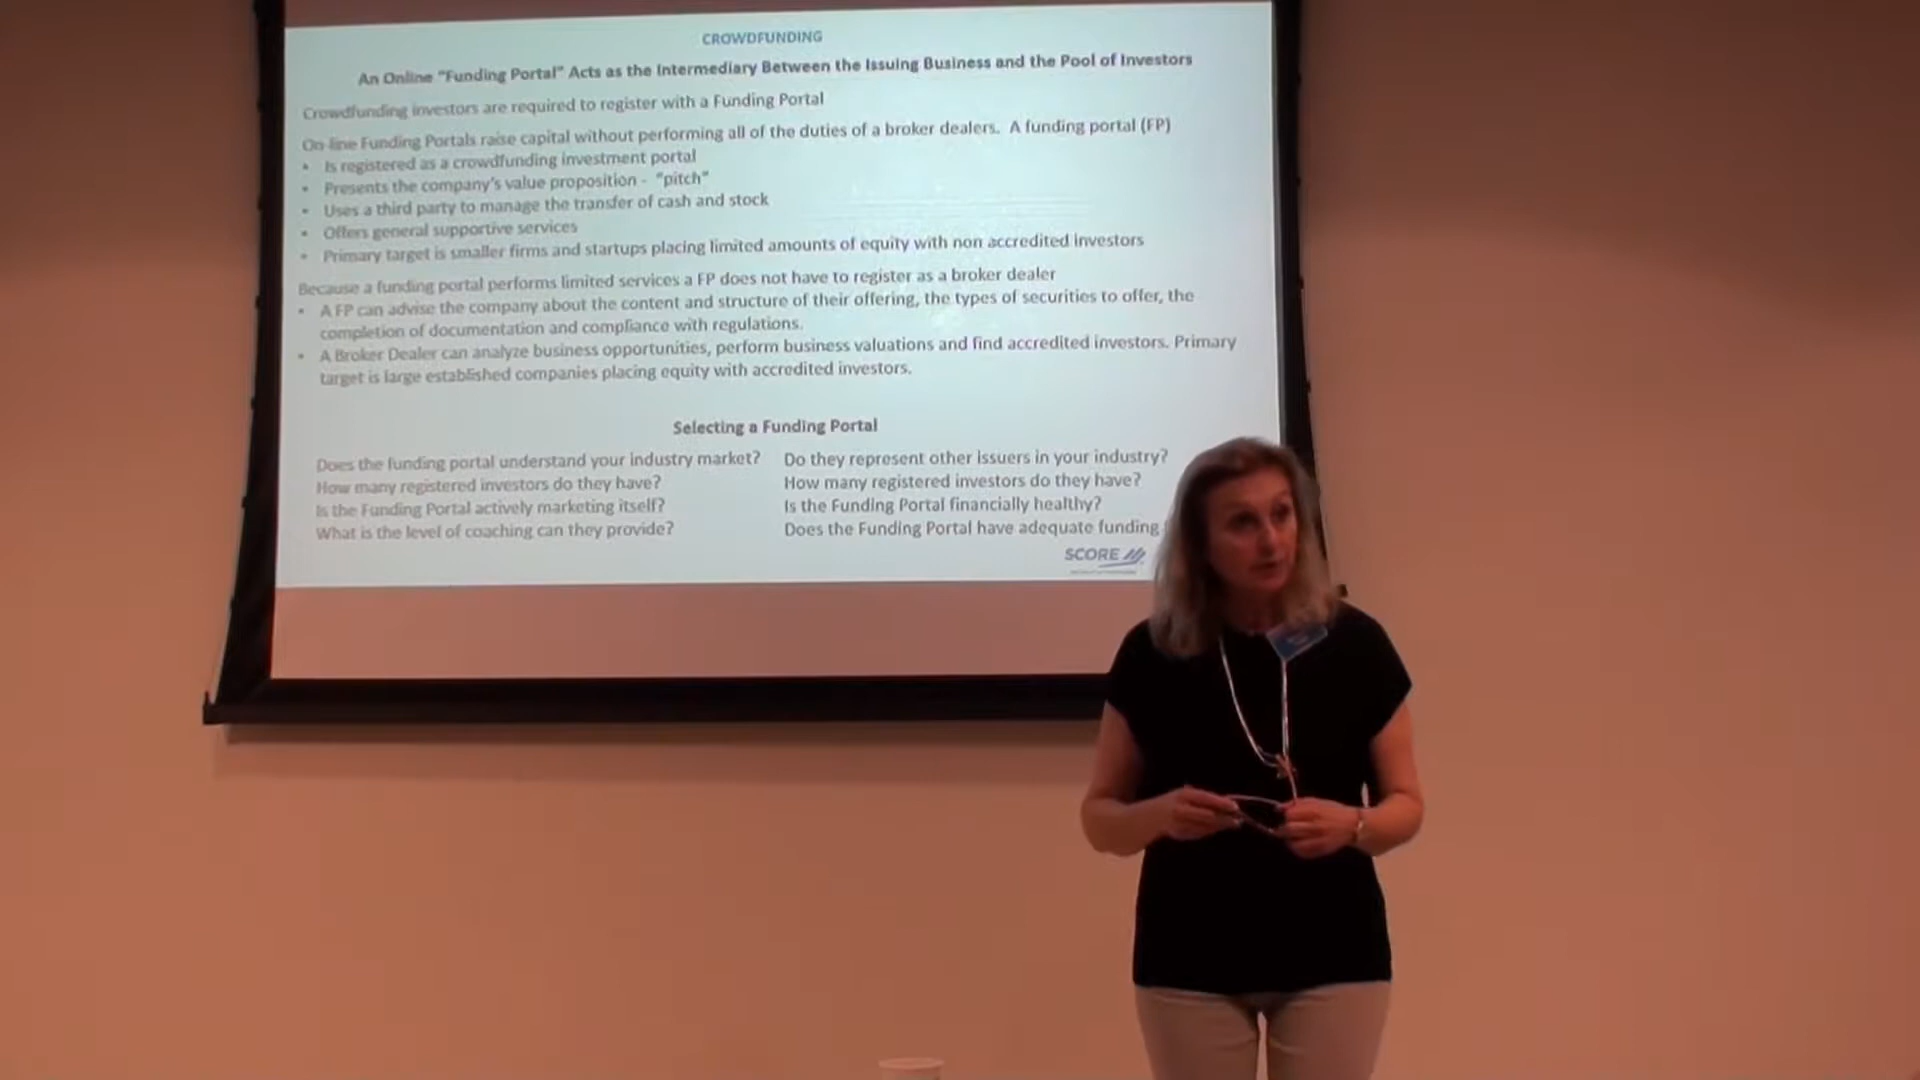 CROWDFUNDING
An Online "Funding Portal" Acts as the Intermediary Between the Issuing Business and the Pool of Investors
Crowdfunding investors are required to register with a Funding Portal
On-line Funding Portals raise capital without performing all of the duties of a broker dealers. A funding portal (FP)
• Is registered as a crowdfunding investment portal
• Presents the company's value proposition - "pitch"
• Uses a third party to manage the transfer of cash and stock
• Offers general supportive services
• Primary target is smaller firms and startups placing limited amounts of equity with non accredited investors
Because a funding portal performs limited services a FP does not have to register as a broker dealer
• A FP can advise the company about the content and structure of their offering, the types of securities to offer, the
completion of documentation and compliance with regulations.
• A Broker Dealer can analyze business opportunities, perform business valuations and find accredited investors. Primary
target is large established companies placing equity with accredited investors.
Selecting a Funding Portal
Does the funding portal understand your industry market? Do they represent other issuers in your industry?
How many registered investors do they have? How many registered investors do they have?
Is the Funding Portal actively marketing itself? Is the Funding Portal financially healthy?
What is the level of coaching can they provide? Does the Funding Portal have adequate funding
SCORE